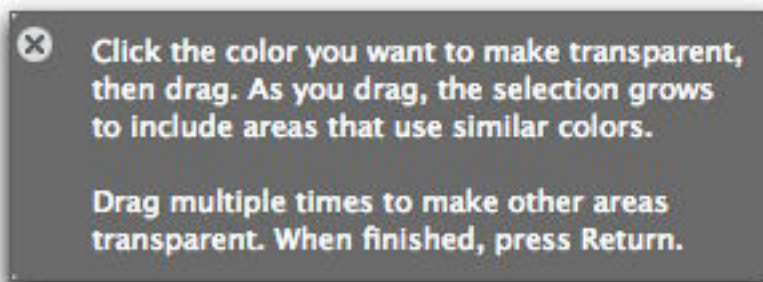 Click the color you want to make transparent,
then drag. As you drag, the selection grows
to include areas that use similar colors.
Drag multiple times to make other areas
transparent. When finished, press Return.